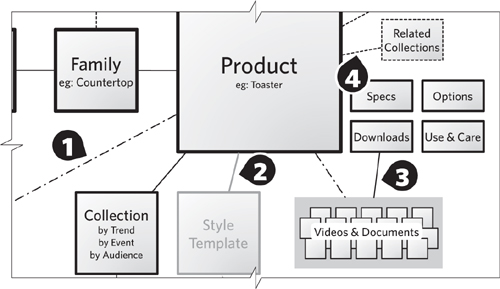 Family
eg: Countertop
Product
eg: Toaster
Related
Collections
4
Specs
Options
Downloads
Use & Care
1
2
3
Collection
by Trend
by Event
by Audience
Style
Template
Videos & Documents